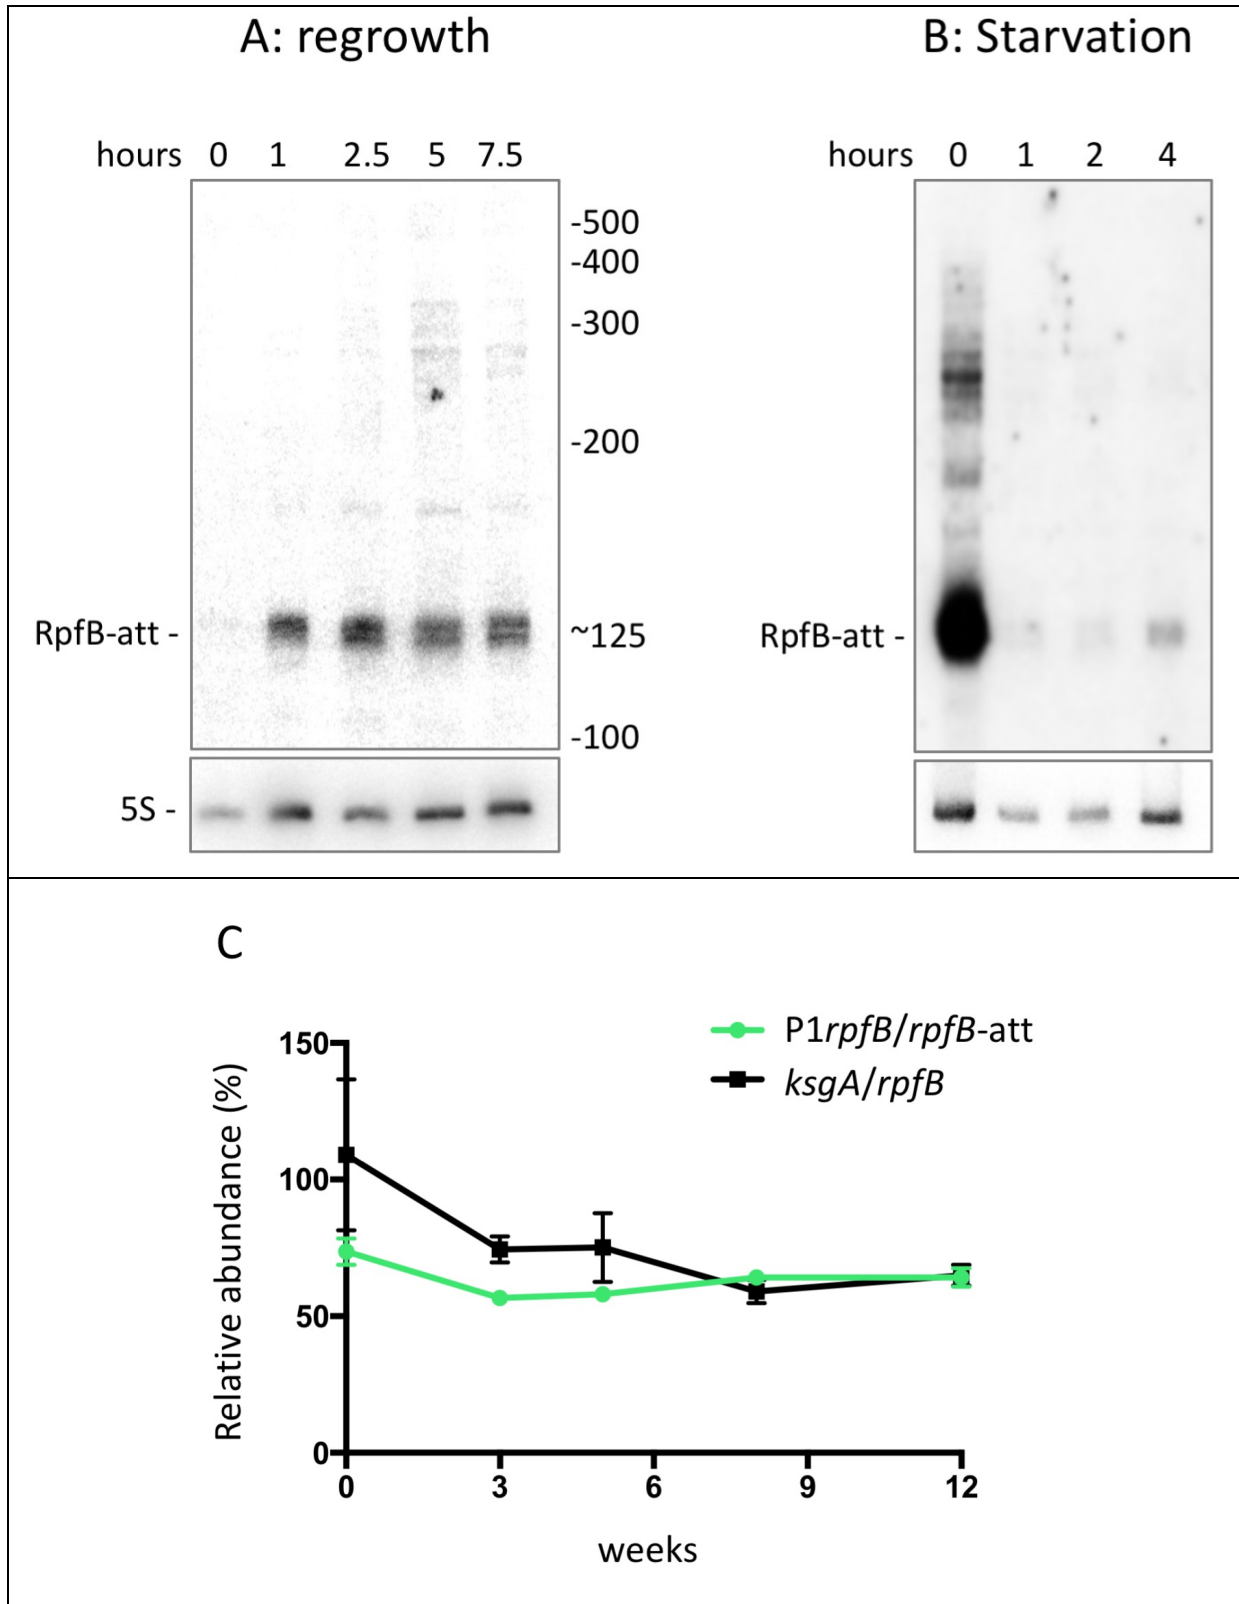 A: regrowth
B: Starvation
hours 0 1 2.5 5 7.5
hours 0 1 2 4
-500
-400
-300
-200
RpfB-att -
~125
RpfB-att -
-100
5S -
C
P1rpfB/rpfB-att
ksgA/rpfB
Relative abundance (%)
150
100
50
0
0 3 6 9 12
weeks